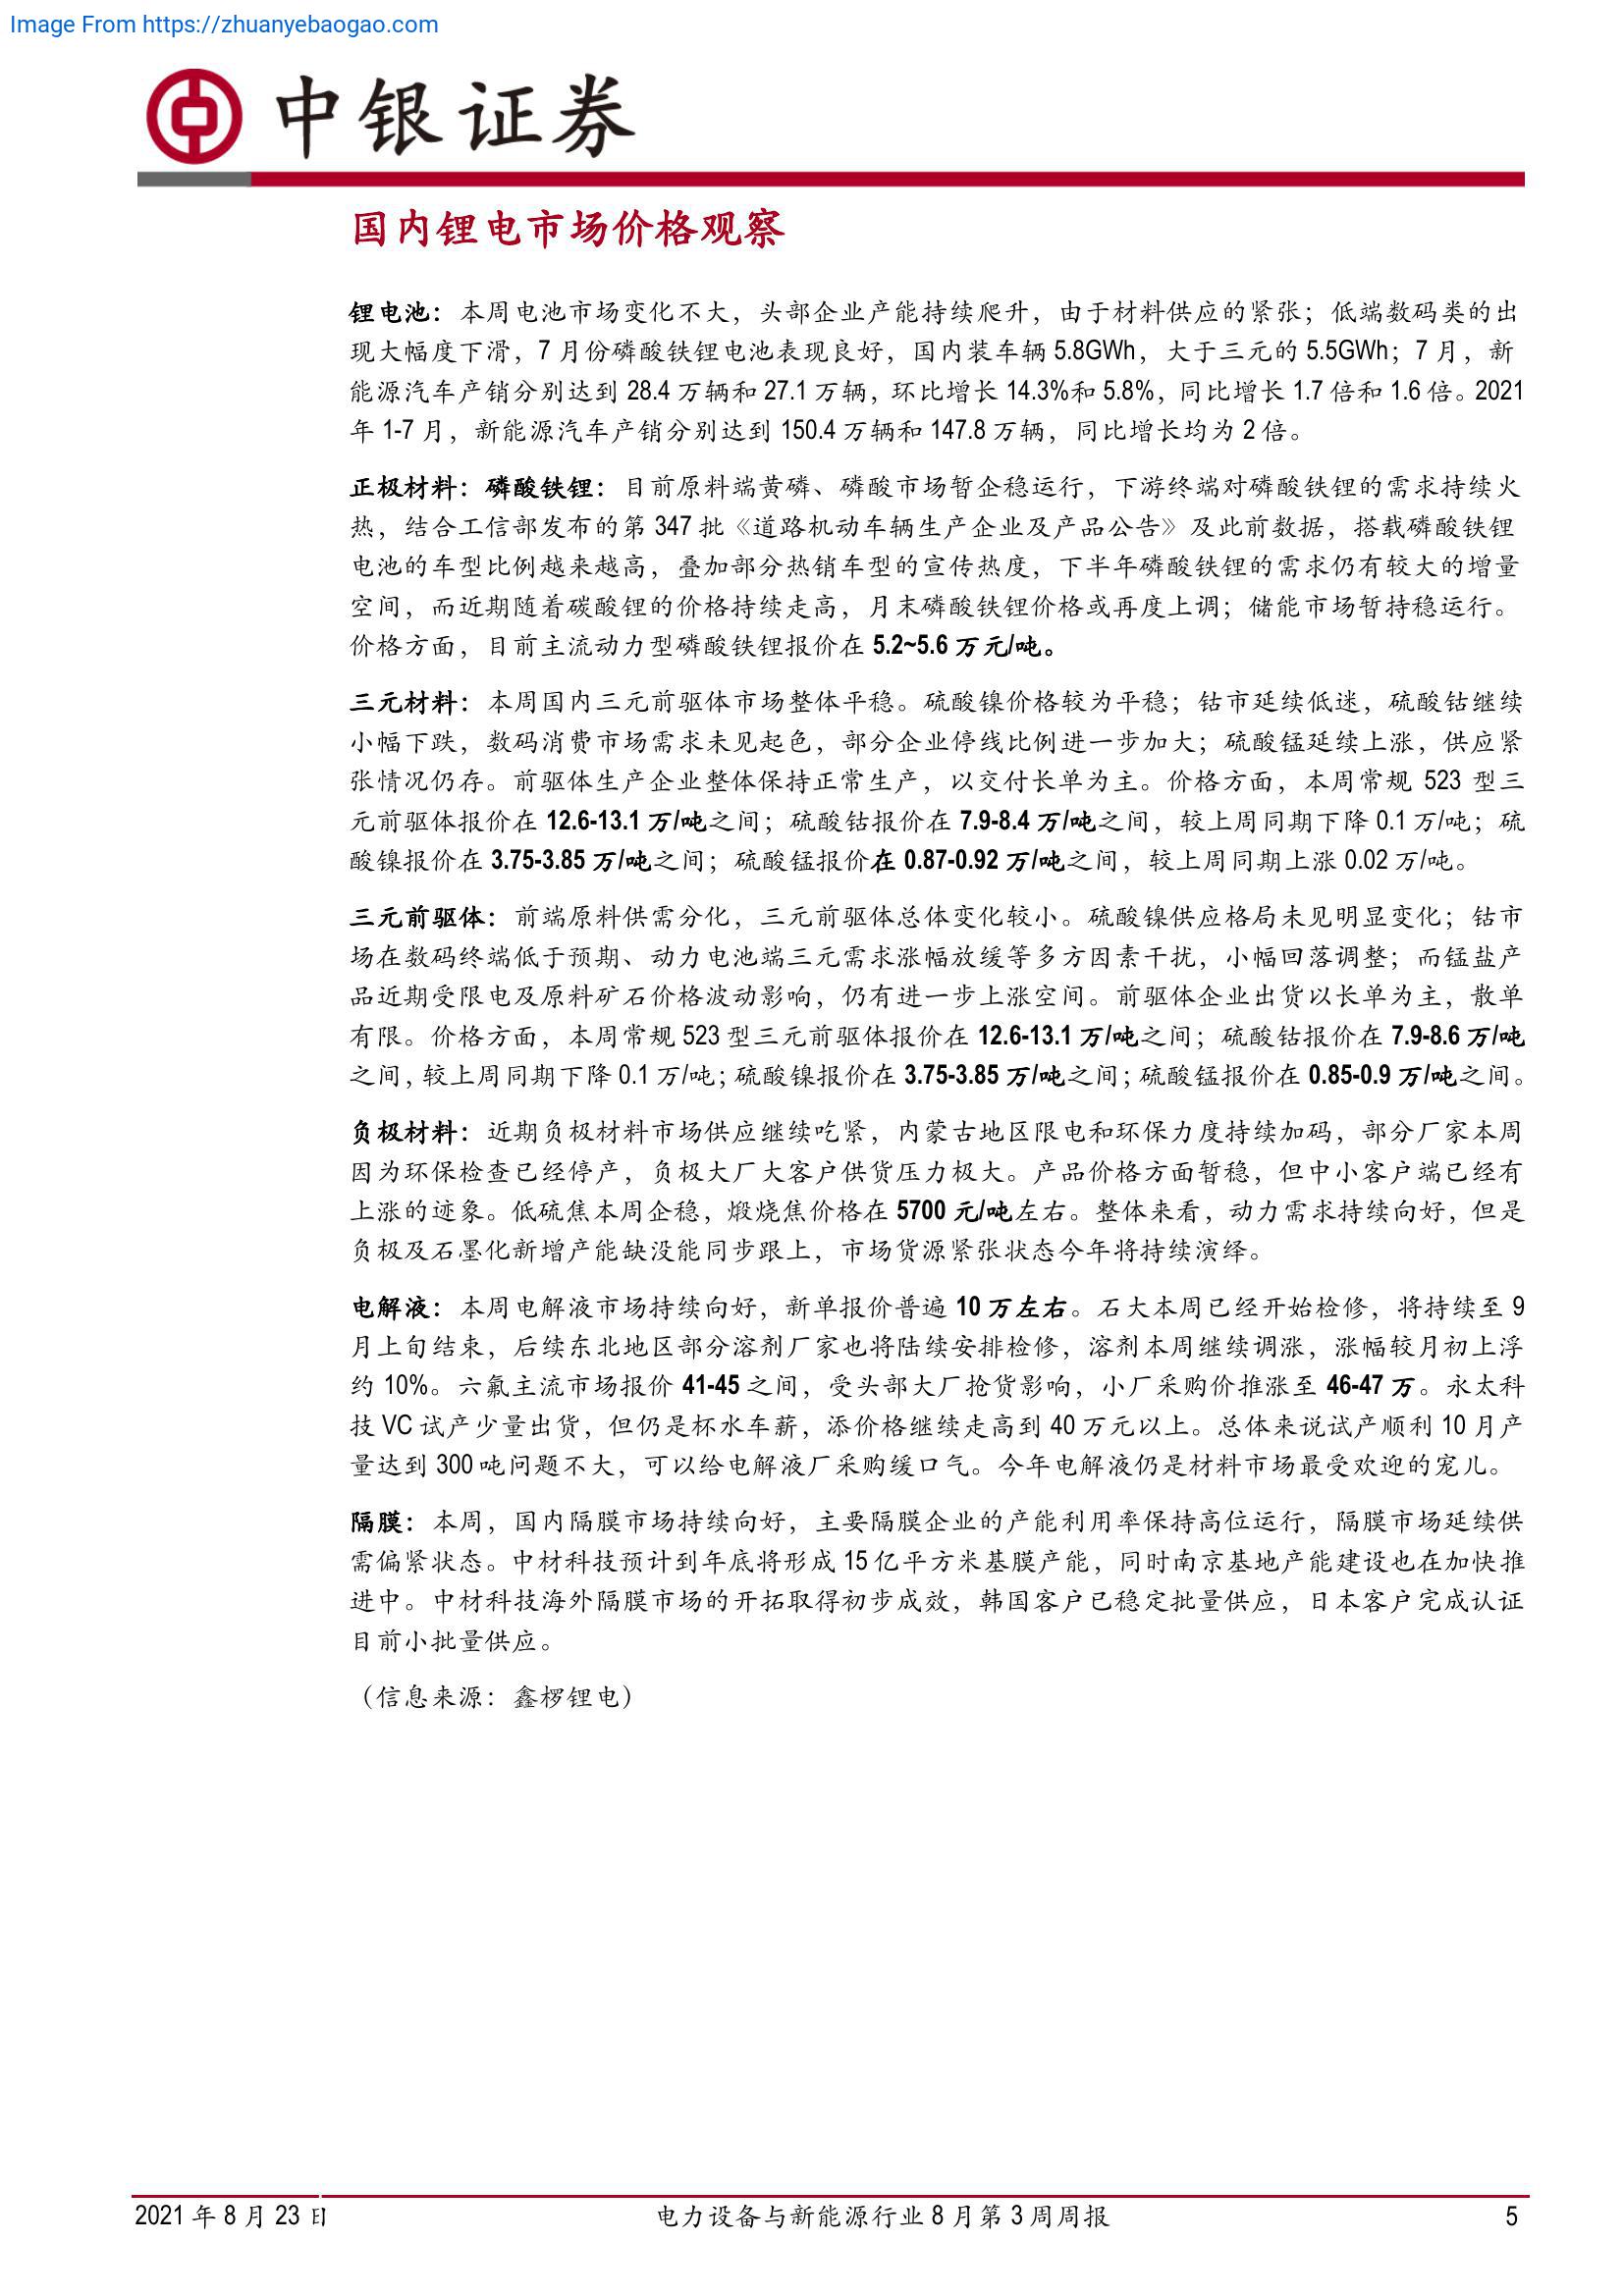 Image From https://zhuanyebaogao.com
中银证券
国内锂电市场价格观察
锂电池：本周电池市场变化不大，头部企业产能持续爬升，由于材料供应的紧张；低端数码类的出
现大幅度下滑，7 月份磷酸铁锂电池表现良好，国内装车辆 5.8GWh，大于三元的 5.5GWh；7 月，新
能源汽车产销分别达到 28.4 万辆和 27.1 万辆，环比增长 14.3%和 5.8%，同比增长 1.7 倍和 1.6 倍。2021
年 1-7 月，新能源汽车产销分别达到 150.4 万辆和 147.8 万辆，同比增长均为 2 倍。
正极材料：磷酸铁锂：目前原料端黄磷、磷酸市场暂企稳运行，下游终端对磷酸铁锂的需求持续火
热，结合工信部发布的第 347 批《道路机动车辆生产企业及产品公告》及此前数据，搭载磷酸铁锂
电池的车型比例越来越高，叠加部分热销车型的宣传热度，下半年磷酸铁锂的需求仍有较大的增量
空间，而近期随着碳酸锂的价格持续走高，月末磷酸铁锂价格或再度上调；储能市场暂持稳运行。
价格方面，目前主流动力型磷酸铁锂报价在 5.2~5.6 万元/吨。
三元材料：本周国内三元前驱体市场整体平稳。硫酸镍价格较为平稳；钴市延续低迷，硫酸钴继续
小幅下跌，数码消费市场需求未见起色，部分企业停线比例进一步加大；硫酸锰延续上涨，供应紧
张情况仍存。前驱体生产企业整体保持正常生产，以交付长单为主。价格方面，本周常规 523 型三
元前驱体报价在 12.6-13.1 万/吨之间；硫酸钴报价在 7.9-8.4 万/吨之间，较上周同期下降 0.1 万/吨；硫
酸镍报价在 3.75-3.85 万/吨之间；硫酸锰报价在 0.87-0.92 万/吨之间，较上周同期上涨 0.02 万/吨。
三元前驱体：前端原料供需分化，三元前驱体总体变化较小。硫酸镍供应格局未见明显变化；钴市
场在数码终端低于预期、动力电池端三元需求涨幅放缓等多方因素干扰，小幅回落调整；而锰盐产
品近期受限电及原料矿石价格波动影响，仍有进一步上涨空间。前驱体企业出货以长单为主，散单
有限。价格方面，本周常规 523 型三元前驱体报价在 12.6-13.1 万/吨之间；硫酸钴报价在 7.9-8.6 万/吨
之间，较上周同期下降 0.1 万/吨；硫酸镍报价在 3.75-3.85 万/吨之间；硫酸锰报价在 0.85-0.9 万/吨之间。
负极材料：近期负极材料市场供应继续吃紧，内蒙古地区限电和环保力度持续加码，部分厂家本周
因为环保检查已经停产，负极大厂大客户供货压力极大。产品价格方面暂稳，但中小客户端已经有
上涨的迹象。低硫焦本周企稳，煅烧焦价格在 5700 元/吨左右。整体来看，动力需求持续向好，但是
负极及石墨化新增产能缺没能同步跟上，市场货源紧张状态今年将持续演绎。
电解液：本周电解液市场持续向好，新单报价普遍 10 万左右。石大本周已经开始检修，将持续至 9
月上旬结束，后续东北地区部分溶剂厂家也将陆续安排检修，溶剂本周继续调涨，涨幅较月初上浮
约 10%。六氟主流市场报价 41-45 之间，受头部大厂抢货影响，小厂采购价推涨至 46-47 万。永太科
技 VC 试产少量出货，但仍是杯水车薪，添价格继续走高到 40 万元以上。总体来说试产顺利 10 月产
量达到 300 吨问题不大，可以给电解液厂采购缓口气。今年电解液仍是材料市场最受欢迎的宠儿。
隔膜：本周，国内隔膜市场持续向好，主要隔膜企业的产能利用率保持高位运行，隔膜市场延续供
需偏紧状态。中材科技预计到年底将形成 15 亿平方米基膜产能，同时南京基地产能建设也在加快推
进中。中材科技海外隔膜市场的开拓取得初步成效，韩国客户已稳定批量供应，日本客户完成认证
目前小批量供应。
（信息来源：鑫椤锂电）
2021 年 8 月 23 日 电力设备与新能源行业 8 月第 3 周周报 5